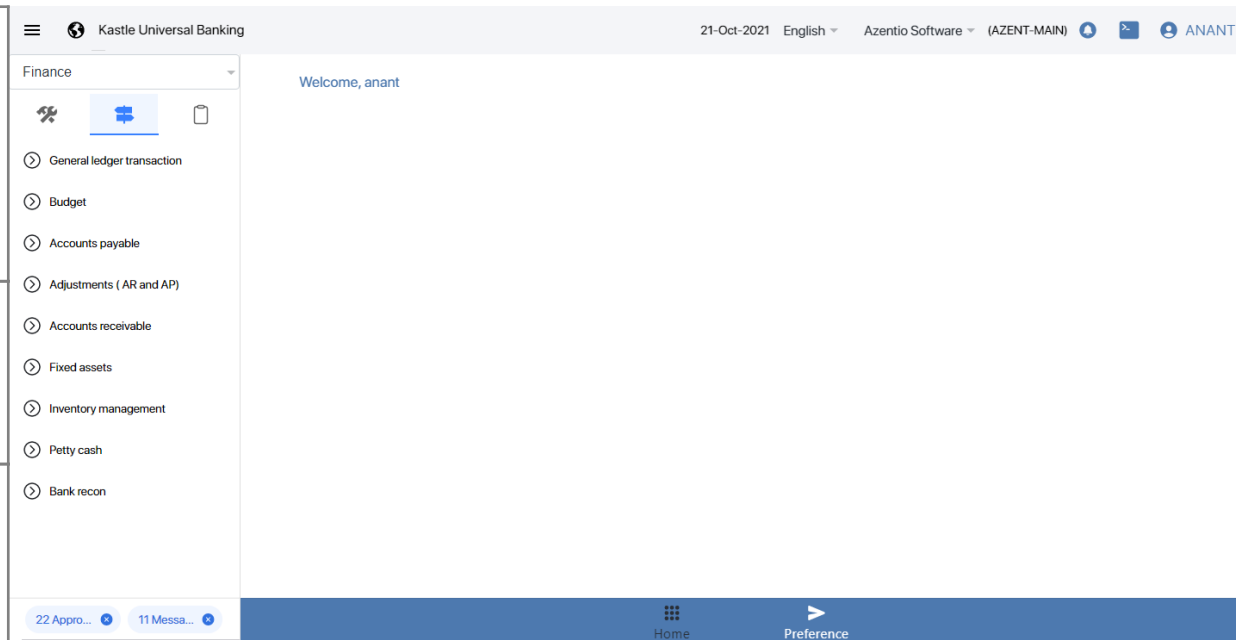 Kastle Universal Banking 21-Oct-2021 English Azentio Software (AZENT-MAIN) ANANT
Finance
Welcome, anant
General ledger transaction
Budget
Accounts payable
Adjustments ( AR and AP)
Accounts receivable
Fixed assets
Inventory management
Petty cash
Bank recon
22 Appro... 11 Messa...
Home Preference